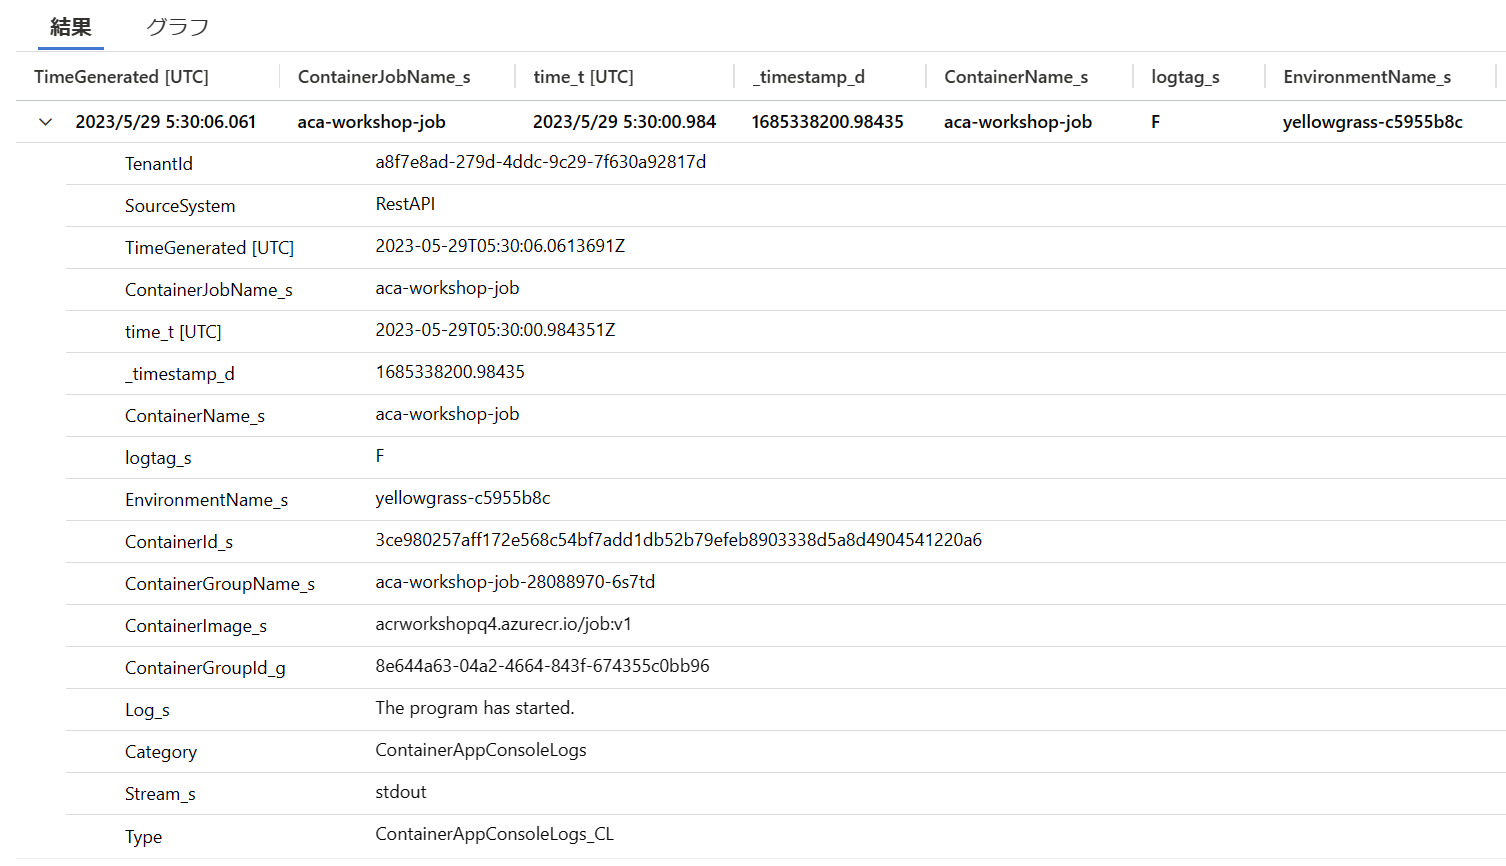 結果 グラフ
TimeGenerated [UTC] ContainerJobName_s time_t [UTC] _timestamp_d ContainerName_s logtag_s EnvironmentName_s
2023/5/29 5:30:06.061 aca-workshop-job 2023/5/29 5:30:00.984 1685338200.98435 aca-workshop-job F yellowgrass-c5955b8c
TenantId a8f7e8ad-279d-4ddc-9c29-7f630a92817d
SourceSystem RestAPI
TimeGenerated [UTC] 2023-05-29T05:30:06.0613691Z
ContainerJobName_s aca-workshop-job
time_t [UTC] 2023-05-29T05:30:00.984351Z
_timestamp_d 1685338200.98435
ContainerName_s aca-workshop-job
logtag_s F
EnvironmentName_s yellowgrass-c5955b8c
ContainerId_s 3ce980257aff172e568c54bf7add1db52b79efeb8903338d5a8d4904541220a6
ContainerGroupName_s aca-workshop-job-28088970-6s7td
ContainerImage_s acrworkshopq4.azurecr.io/job:v1
ContainerGroupId_g 8e644a63-04a2-4664-843f-674355c0bb96
Log_s The program has started.
Category ContainerAppConsoleLogs
Stream_s stdout
Type ContainerAppConsoleLogs_CL